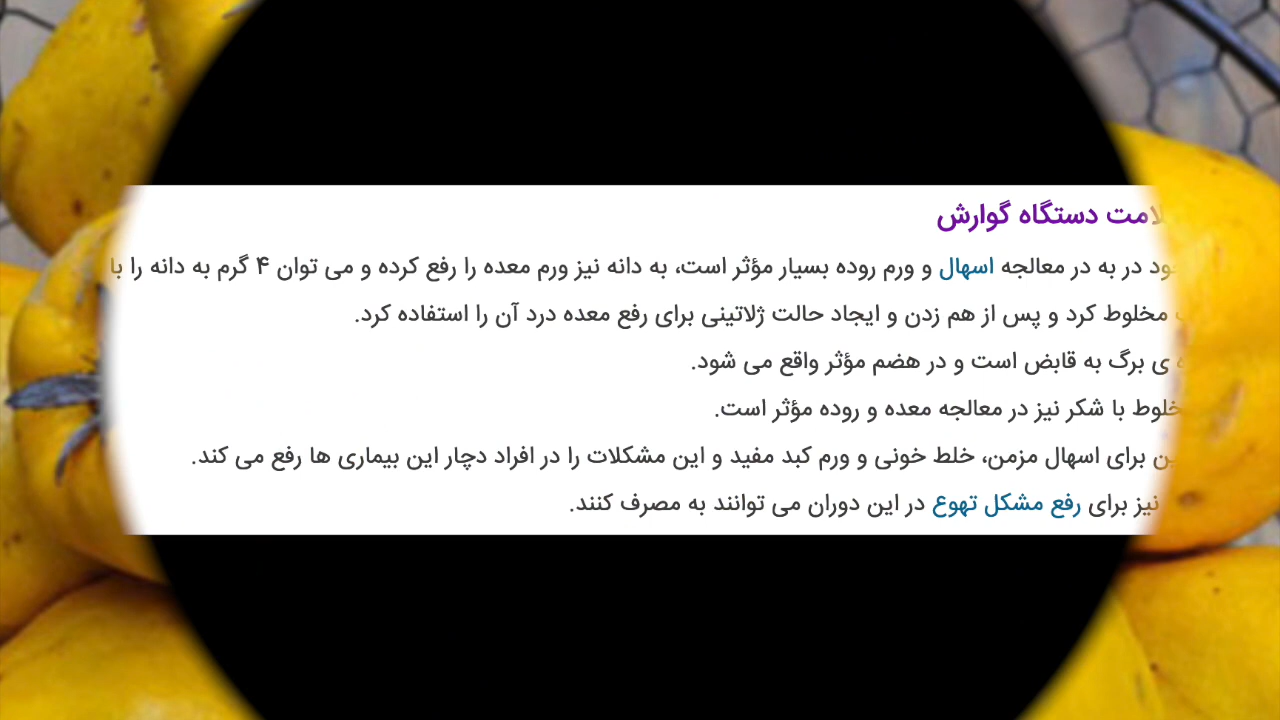 دستگاه گوارش
در به در معالجه اسهال و ورم روده بسیار مؤثر است، به دانه نیز ورم معده را رفع کرده و می توان ۴ گرم به دانه را با
مخلوط کرد و پس از هم زدن و ایجاد حالت ژلاتینی برای رفع معده درد آن را استفاده کرد.
ی برگ به قابض است و در هضم مؤثر واقع می شود.
با شکر نیز در معالجه معده و روده مؤثر است.
برای اسهال مزمن، خلط خونی و ورم کبد مفید و این مشکلات را در افراد دچار این بیماری ها رفع می کند.
نیز برای رفع مشکل تهوع در این دوران می توانند به مصرف کنند.